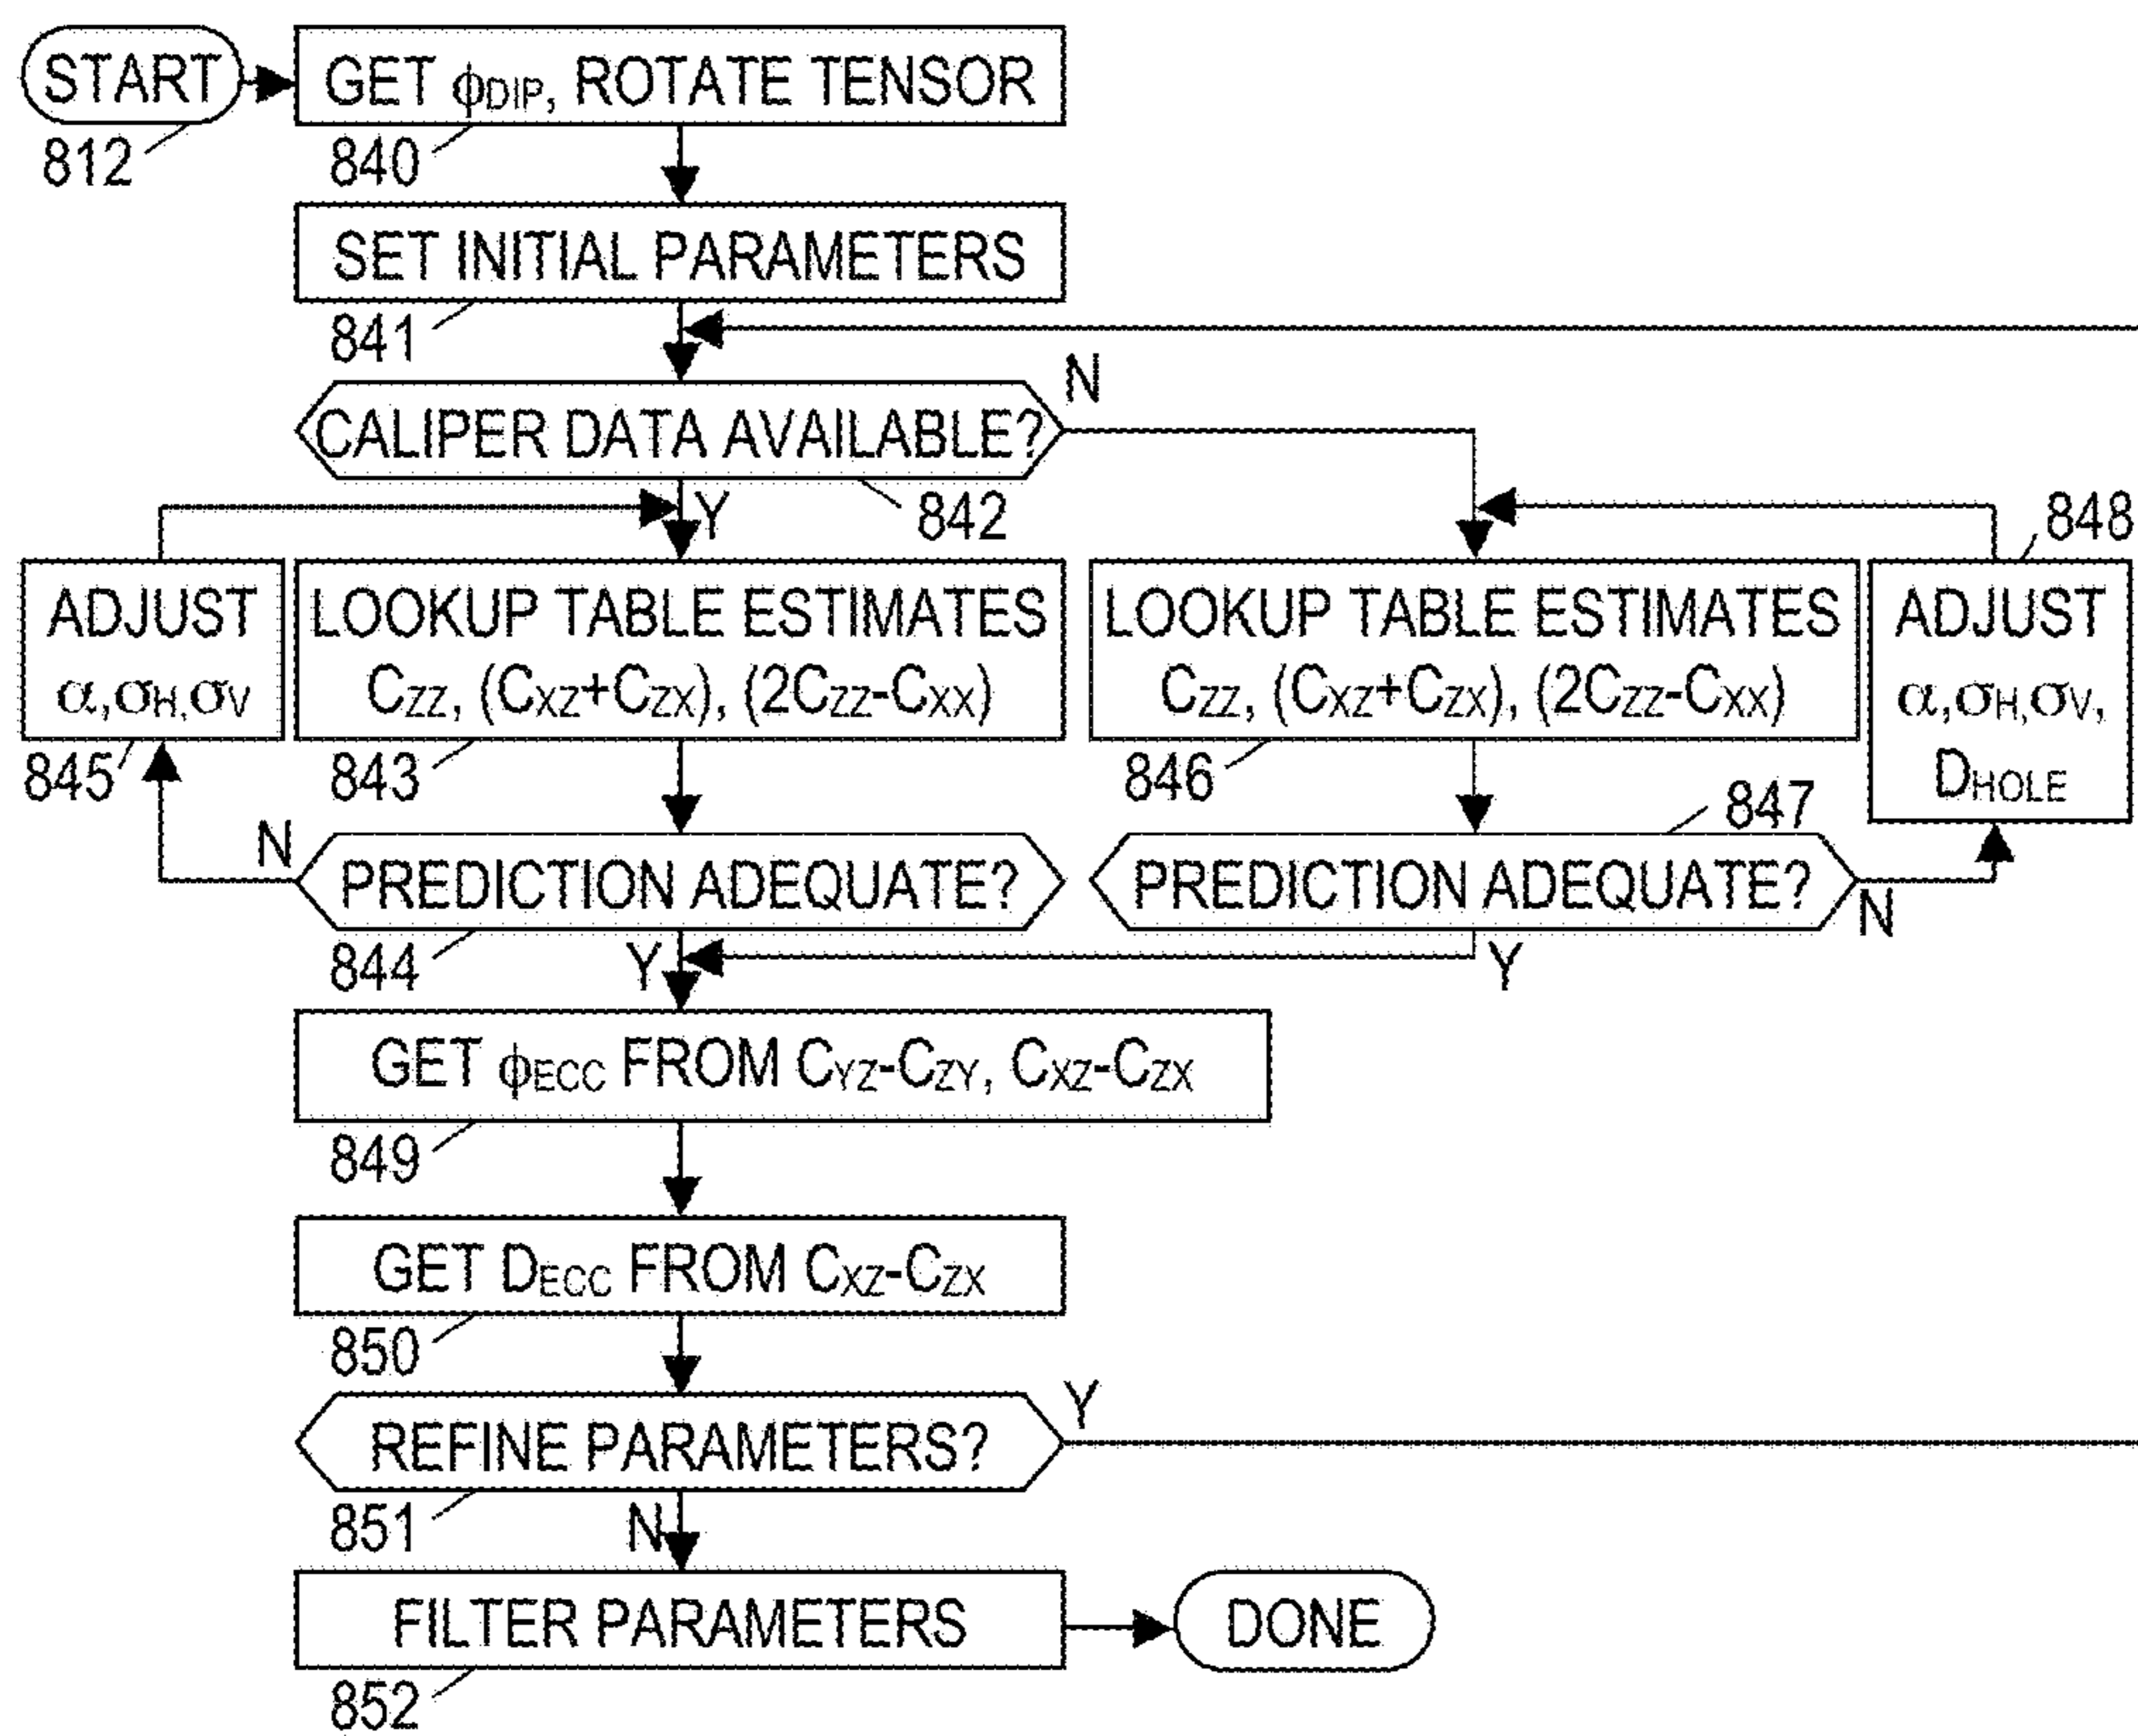 START
GET ϕDIP, ROTATE TENSOR
812
840
SET INITIAL PARAMETERS
841
N
CALIPER DATA AVAILABLE?
Y
842
848
ADJUST
α,σH,σV
845
LOOKUP TABLE ESTIMATES
CZZ, (CXZ+CZX), (2CZZ-CXX)
843
LOOKUP TABLE ESTIMATES
CZZ, (CXZ+CZX), (2CZZ-CXX)
846
ADJUST
α,σH,σV,
DHOLE
847
N
PREDICTION ADEQUATE?
PREDICTION ADEQUATE?
N
844
Y
Y
GET ϕECC FROM CYZ-CZY, CXZ-CZX
849
GET DECC FROM CXZ-CZX
850
Y
REFINE PARAMETERS?
851
N
FILTER PARAMETERS
DONE
852